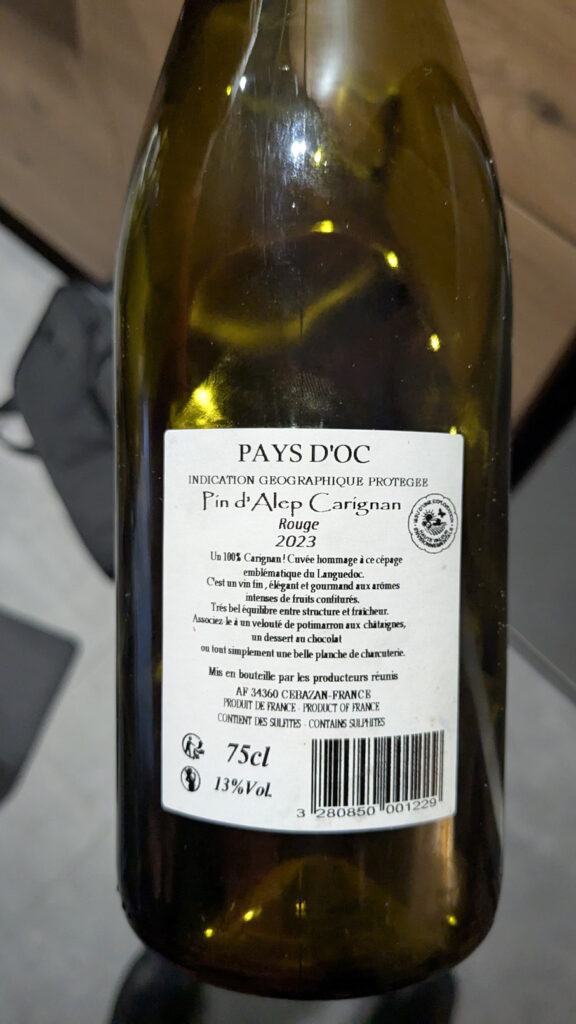 PAYS D'OC
INDICATION GEOGRAPHIQUE PROTEGEE
Pin d'Alep Carignan
Rouge
2023
Un 100% Carignan ! Cuvée hommage à ce cépage
emblématique du Languedoc.
C'est un vin fin , élégant et gourmand aux arômes
intenses de fruits confiturés.
Trés bel équilibre entre structure et fraîcheur.
Associez-le à un velouté de potimarron aux châtaignes,
un dessert au chocolat
ou tout simplement une belle planche de charcuterie.
Mis en bouteille par les producteurs réunis
AF 34360 CEBAZAN-FRANCE
PRODUIT DE FRANCE - PRODUCT OF FRANCE
CONTIENT DES SULFITES - CONTAINS SULPHITES
75cl
13%Vol.
3 280850 001229